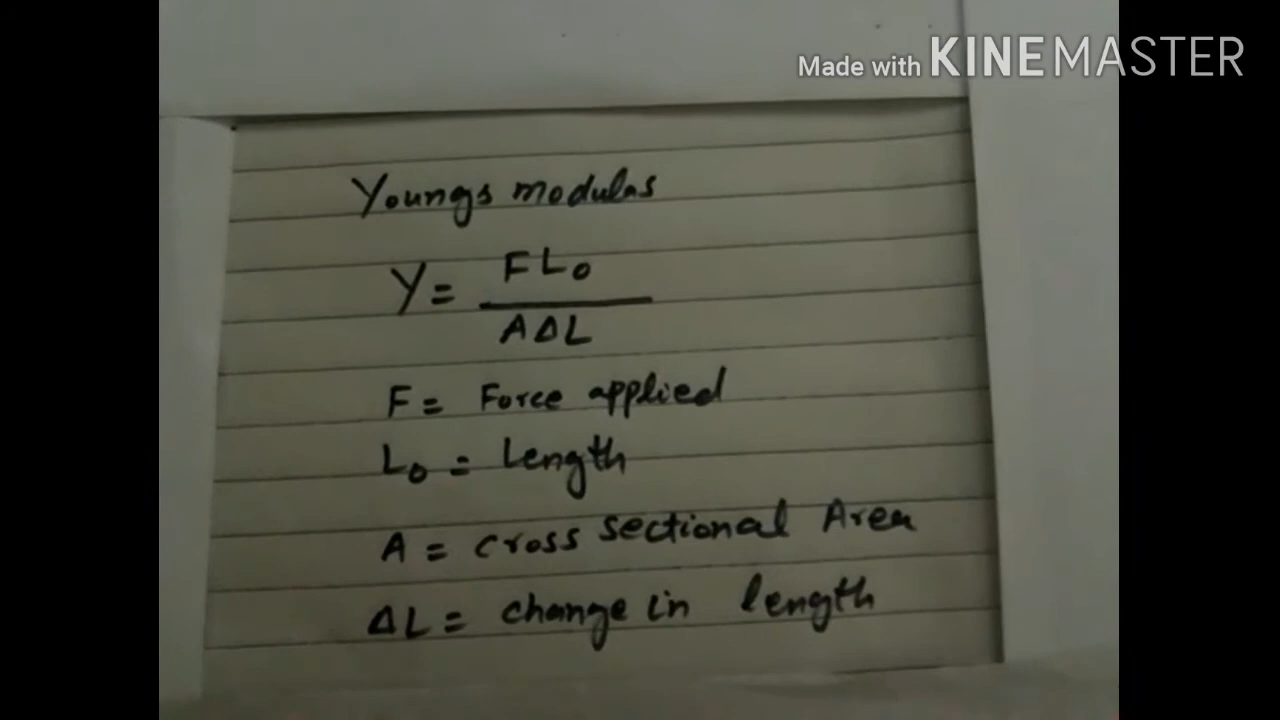 Made with KINEMASTER
Youngs modulas
Y = FL₀
AΔL
F = Force applied
L₀ = Length
A = cross sectional Area
ΔL = change in length